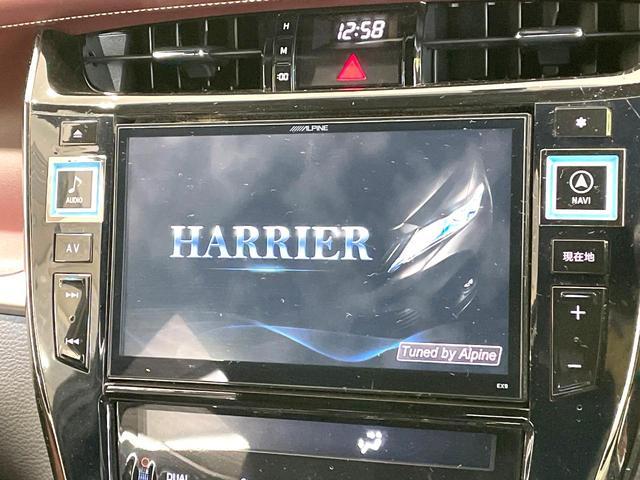 H
12:58
M
:00
ALPINE
AUDIO
NAVI
AV
HARRIER
現在地
+
Tuned by Alpine
EX9
DUAL